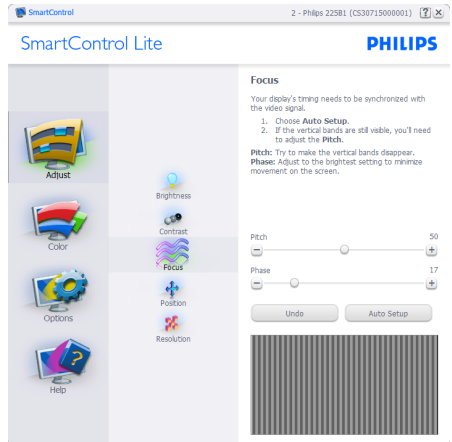 SmartControl
2 - Philips 225B1 (CS30715000001)
?
SmartControl Lite
PHILIPS
Adjust
Color
Options
?
Help
Brightness
Contrast
Focus
Position
Resolution
Focus
Your display's timing needs to be synchronized with
the video signal.
1. Choose Auto Setup.
2. If the vertical bands are still visible, you'll need
to adjust the Pitch.
Pitch: Try to make the vertical bands disappear.
Phase: Adjust to the brightest setting to minimize
movement on the screen.
Pitch 50
Phase 17
Undo
Auto Setup